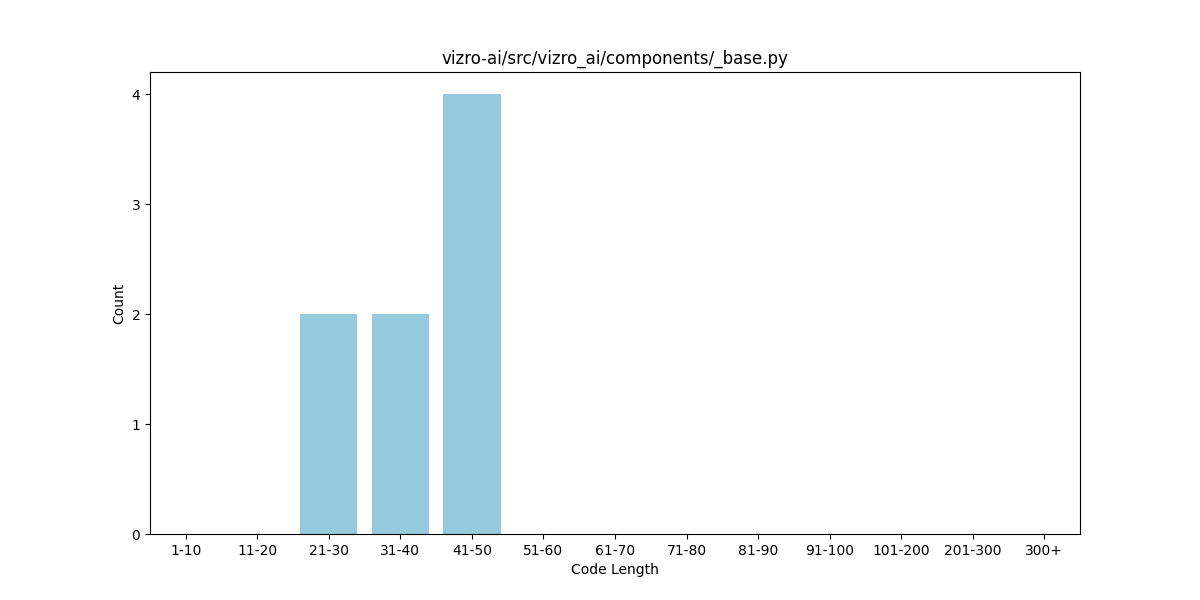 vizro-ai/src/vizro_ai/components/_base.py
4
3
2
1
0
Count
1-10 11-20 21-30 31-40 41-50 51-60 61-70 71-80 81-90 91-100 101-200 201-300 300+
Code Length